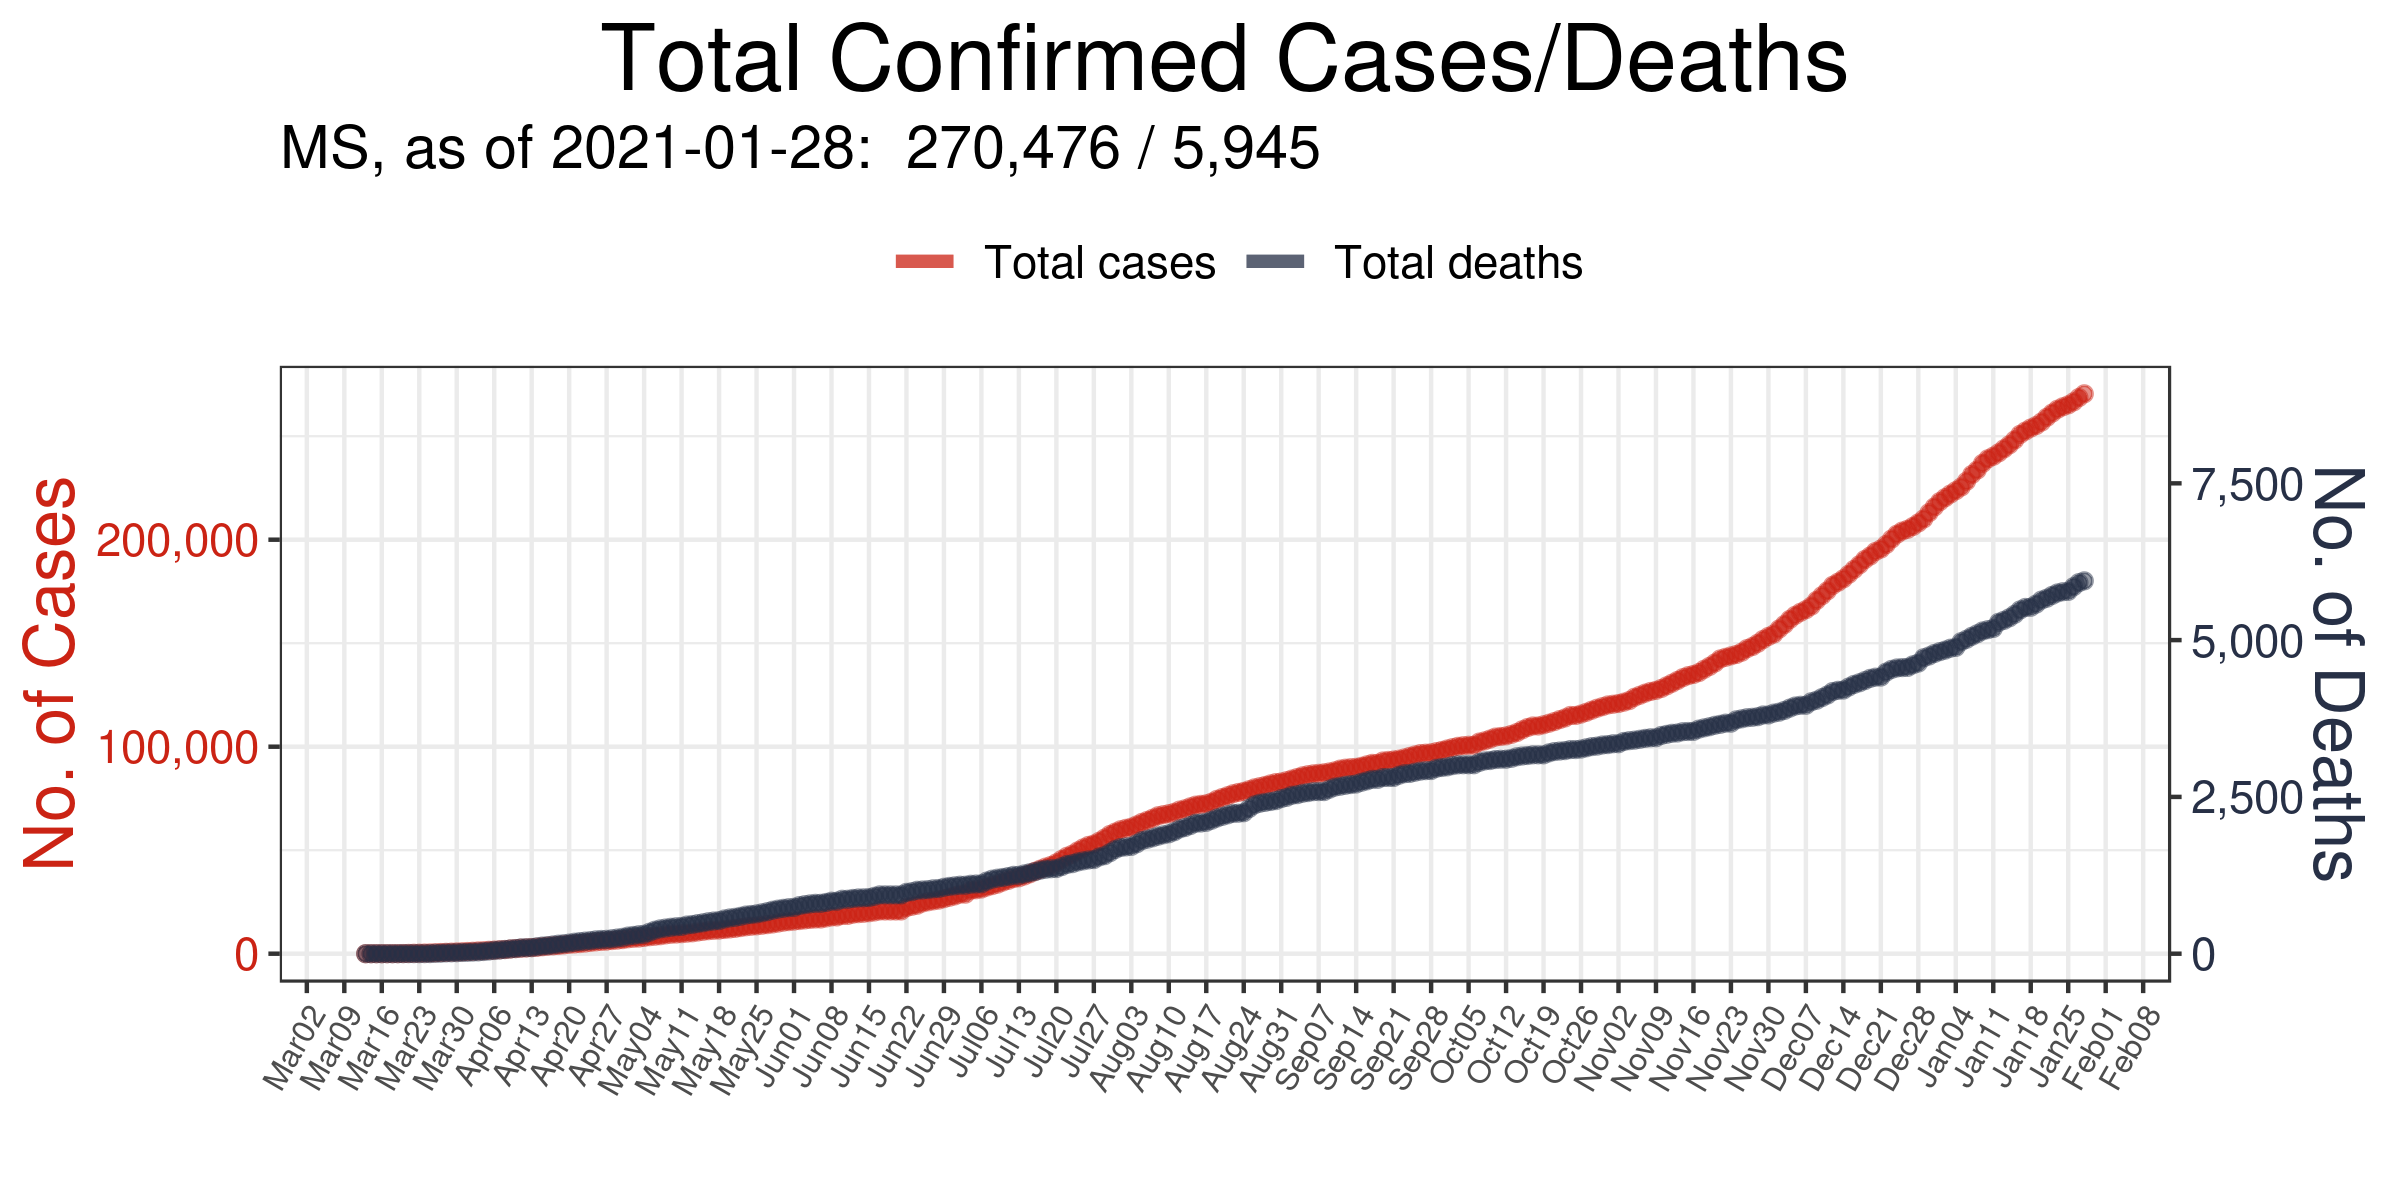 Total Confirmed Cases/Deaths
MS, as of 2021-01-28:  270,476 / 5,945
Total cases
Total deaths
No. of Cases
200,000
100,000
0
7,500
5,000
2,500
0
No. of Deaths
Mar02
Mar09
Mar16
Mar23
Mar30
Apr06
Apr13
Apr20
Apr27
May04
May11
May18
May25
Jun01
Jun08
Jun15
Jun22
Jun29
Jul06
Jul13
Jul20
Jul27
Aug03
Aug10
Aug17
Aug24
Aug31
Sep07
Sep14
Sep21
Sep28
Oct05
Oct12
Oct19
Oct26
Nov02
Nov09
Nov16
Nov23
Nov30
Dec07
Dec14
Dec21
Dec28
Jan04
Jan11
Jan18
Jan25
Feb01
Feb08